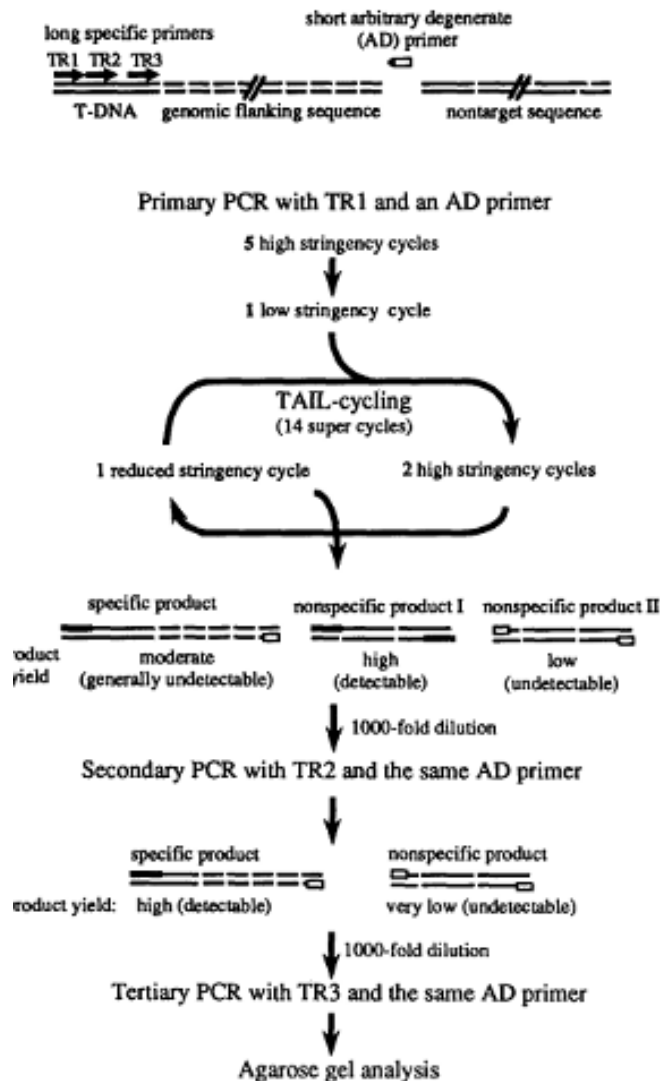 short arbitrary degenerate
(AD) primer
long specific primers
TR1 TR2 TR3
T-DNA genomic flanking sequence nontarget sequence
Primary PCR with TR1 and an AD primer
5 high stringency cycles
1 low stringency cycle
TAIL-cycling
(14 super cycles)
1 reduced stringency cycle 2 high stringency cycles
specific product nonspecific product I nonspecific product II
roduct moderate high low
yield (generally undetectable) (detectable) (undetectable)
1000-fold dilution
Secondary PCR with TR2 and the same AD primer
specific product nonspecific product
roduct yield: high (detectable) very low (undetectable)
1000-fold dilution
Tertiary PCR with TR3 and the same AD primer
Agarose gel analysis